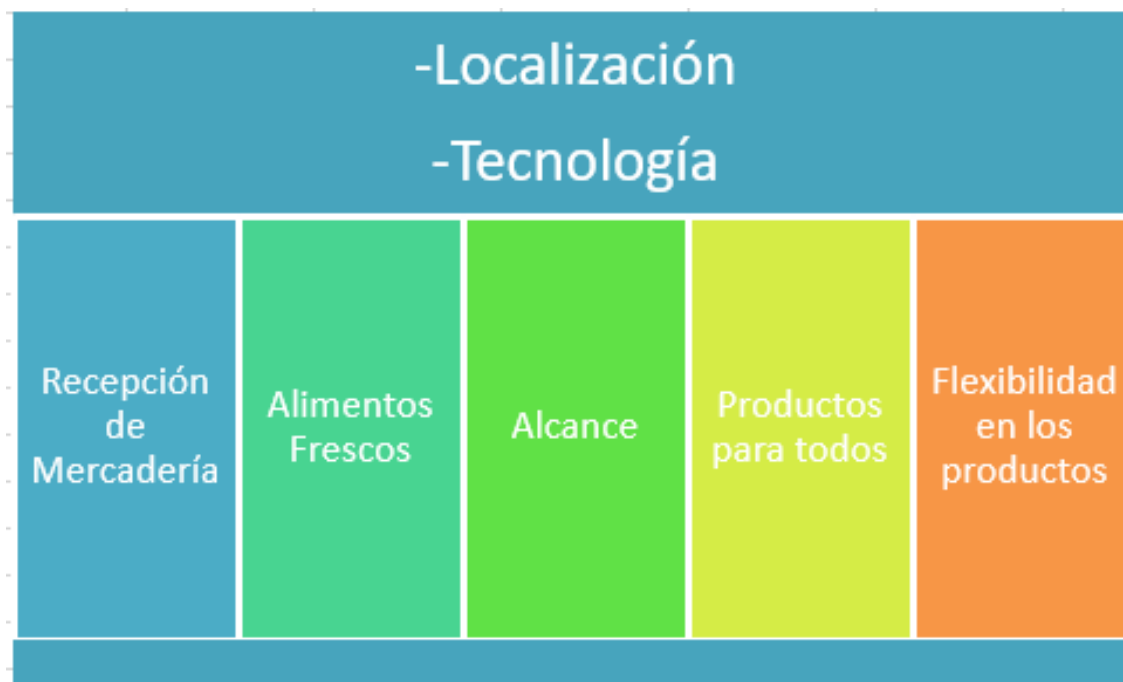 -Localización
-Tecnología
Recepción
de
Mercadería
Alimentos
Frescos
Alcance
Productos
para todos
Flexibilidad
en los
productos